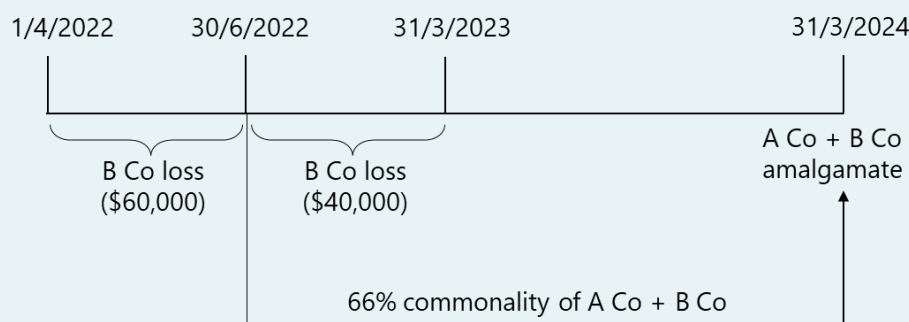 1/4/2022 30/6/2022 31/3/2023 31/3/2024
B Co loss
($60,000)
B Co loss
($40,000)
A Co + B Co
amalgamate
66% commonality of A Co + B Co